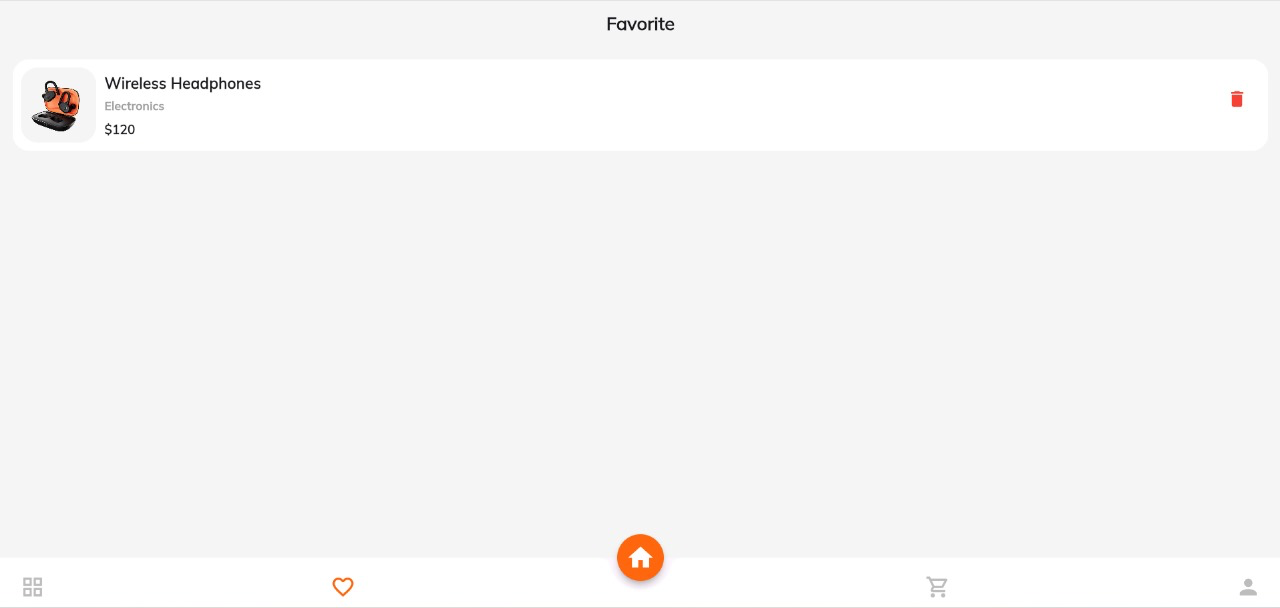 Favorite
Wireless Headphones
Electronics
$120